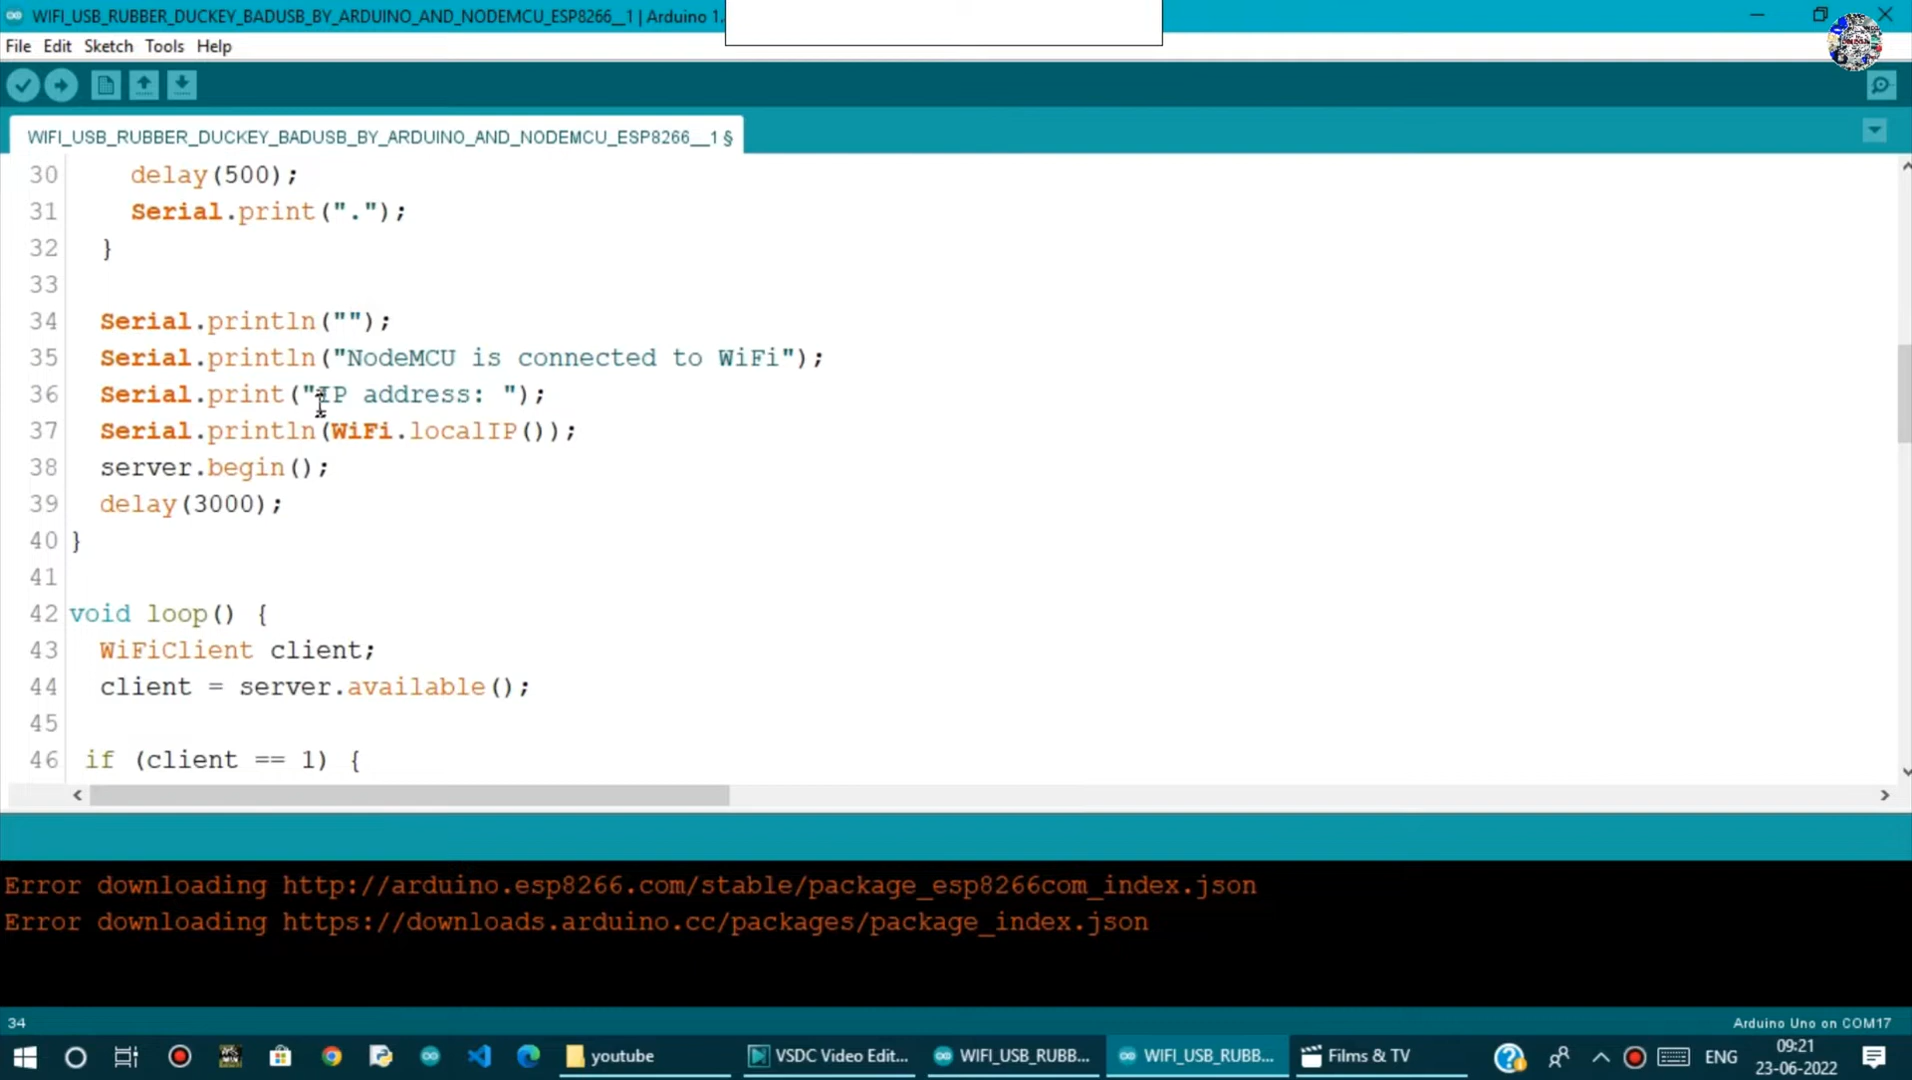 WIFI_USB_RUBBER_DUCKEY_BADUSB_BY_ARDUINO_AND_NODEMCU_ESP8266__1 | Arduino 1.
File Edit Sketch Tools Help
WIFI_USB_RUBBER_DUCKEY_BADUSB_BY_ARDUINO_AND_NODEMCU_ESP8266__1 §
30 delay(500);
31 Serial.print(".");
32 }
33
34 Serial.println("");
35 Serial.println("NodeMCU is connected to WiFi");
36 Serial.print("IP address: ");
37 Serial.println(WiFi.localIP());
38 server.begin();
39 delay(3000);
40 }
41
42 void loop() {
43 WiFiClient client;
44 client = server.available();
45
46 if (client == 1) {
Error downloading http://arduino.esp8266.com/stable/package_esp8266com_index.json
Error downloading https://downloads.arduino.cc/packages/package_index.json
34 Arduino Uno on COM17
youtube VSDC Video Edit... WIFI_USB_RUBB... WIFI_USB_RUBB... Films & TV ENG 09:21
23-06-2022